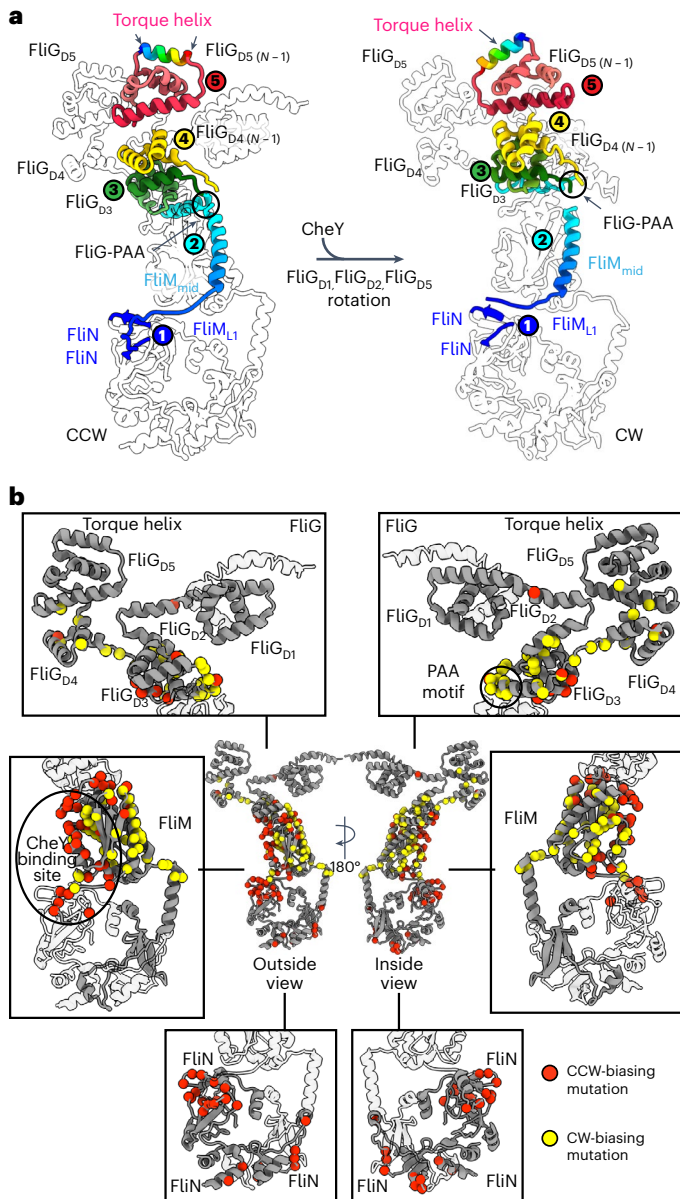 a
Torque helix
FliG D5
FliG D5 (N – 1)
5
4
FliG D4 (N – 1)
FliG D4
3
FliG D3
FliG-PAA
2
FliM mid
FliN
FliM L1
1
FliN
CCW
CheY
FliG D1, FliG D2, FliG D5
rotation
Torque helix
FliG D5
FliG D5 (N – 1)
5
4
FliG D4 (N – 1)
FliG D4
3
FliG D3
FliG-PAA
2
FliM mid
FliN
FliM L1
1
FliN
CW
b
Torque helix
FliG
FliG D5
FliG D2
FliG D1
FliG D4
FliG D3
FliG
Torque helix
FliG D5
FliG D1
FliG D2
PAA
motif
FliG D3
FliG D4
FliM
CheY
binding
site
180°
Outside
view
Inside
view
FliM
FliN
FliN
FliN
FliN
FliN
FliN
CCW-biasing
mutation
CW-biasing
mutation